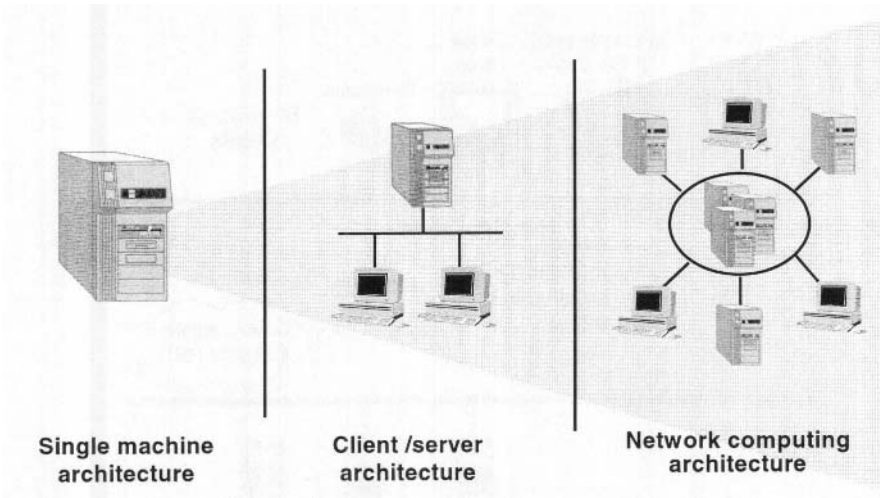 Single machine
architecture
Client /server
architecture
Network computing
architecture